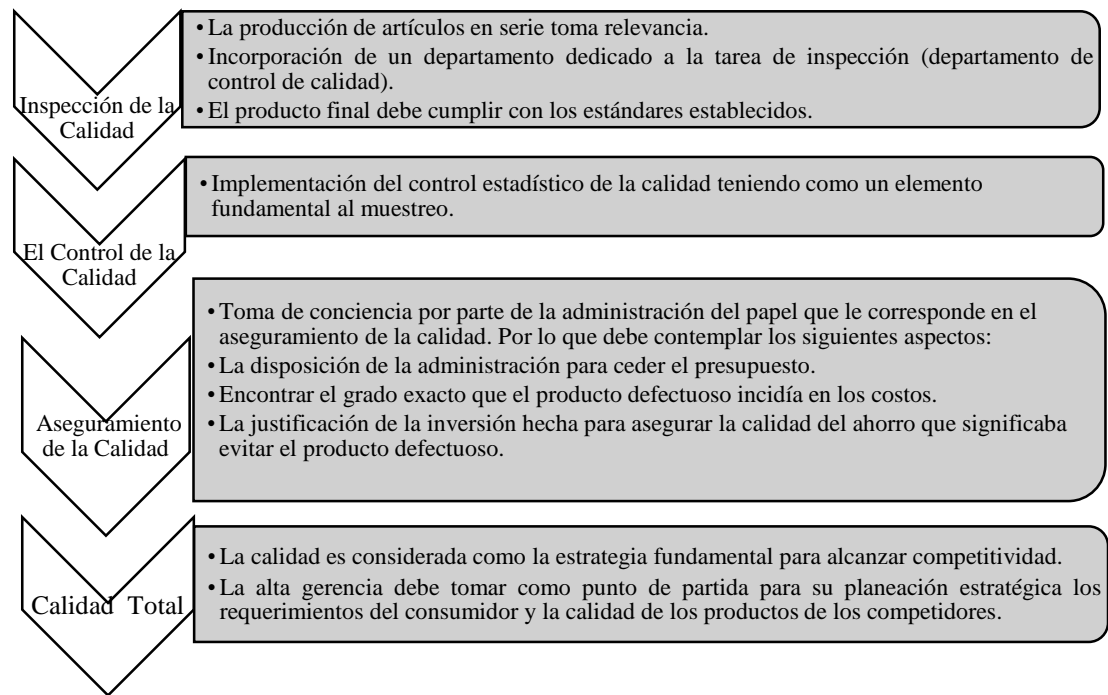 Inspección de la
Calidad
• La producción de artículos en serie toma relevancia.
• Incorporación de un departamento dedicado a la tarea de inspección (departamento de
control de calidad).
• El producto final debe cumplir con los estándares establecidos.
El Control de la
Calidad
• Implementación del control estadístico de la calidad teniendo como un elemento
fundamental al muestreo.
Aseguramiento
de la Calidad
• Toma de conciencia por parte de la administración del papel que le corresponde en el
aseguramiento de la calidad. Por lo que debe contemplar los siguientes aspectos:
• La disposición de la administración para ceder el presupuesto.
• Encontrar el grado exacto que el producto defectuoso incidía en los costos.
• La justificación de la inversión hecha para asegurar la calidad del ahorro que significaba
evitar el producto defectuoso.
Calidad Total
• La calidad es considerada como la estrategia fundamental para alcanzar competitividad.
• La alta gerencia debe tomar como punto de partida para su planeación estratégica los
requerimientos del consumidor y la calidad de los productos de los competidores.